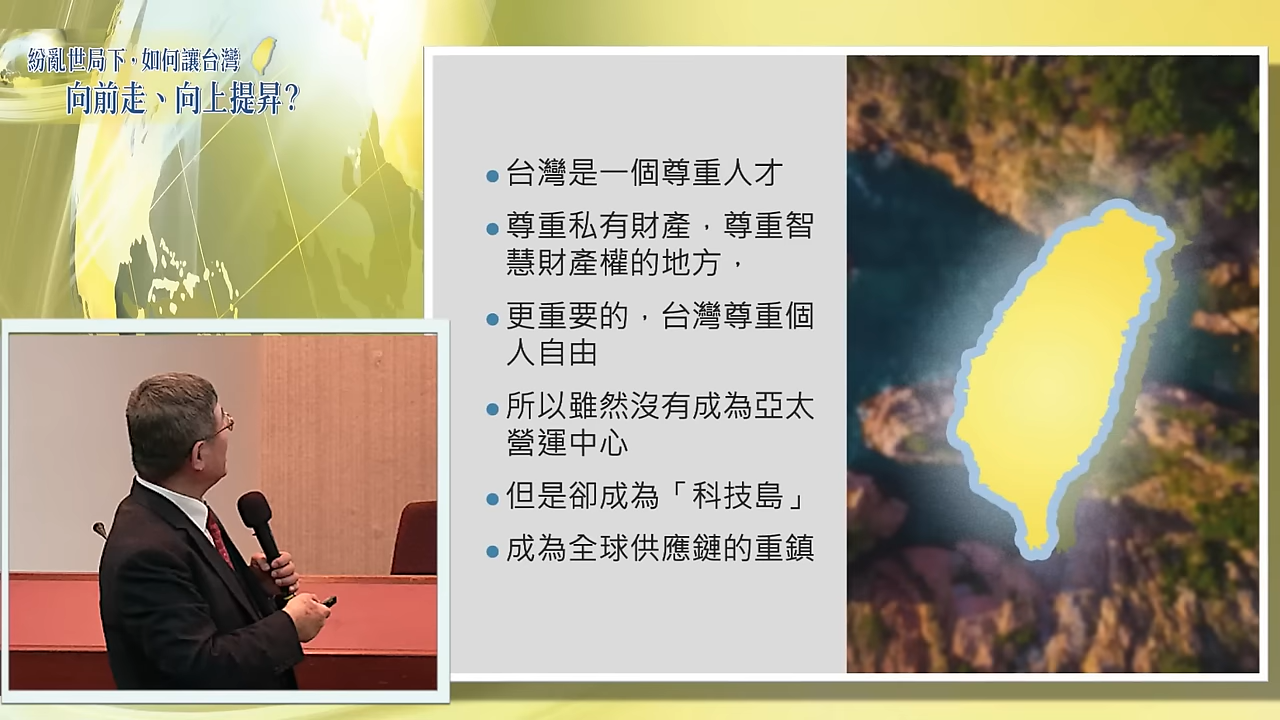 紛亂世局下，如何讓台灣
向前走、向上提昇？
•台灣是一個尊重人才
•尊重私有財產，尊重智
慧財產權的地方，
•更重要的，台灣尊重個
人自由
•所以雖然沒有成為亞太
營運中心
•但是卻成為「科技島」
•成為全球供應鏈的重鎮